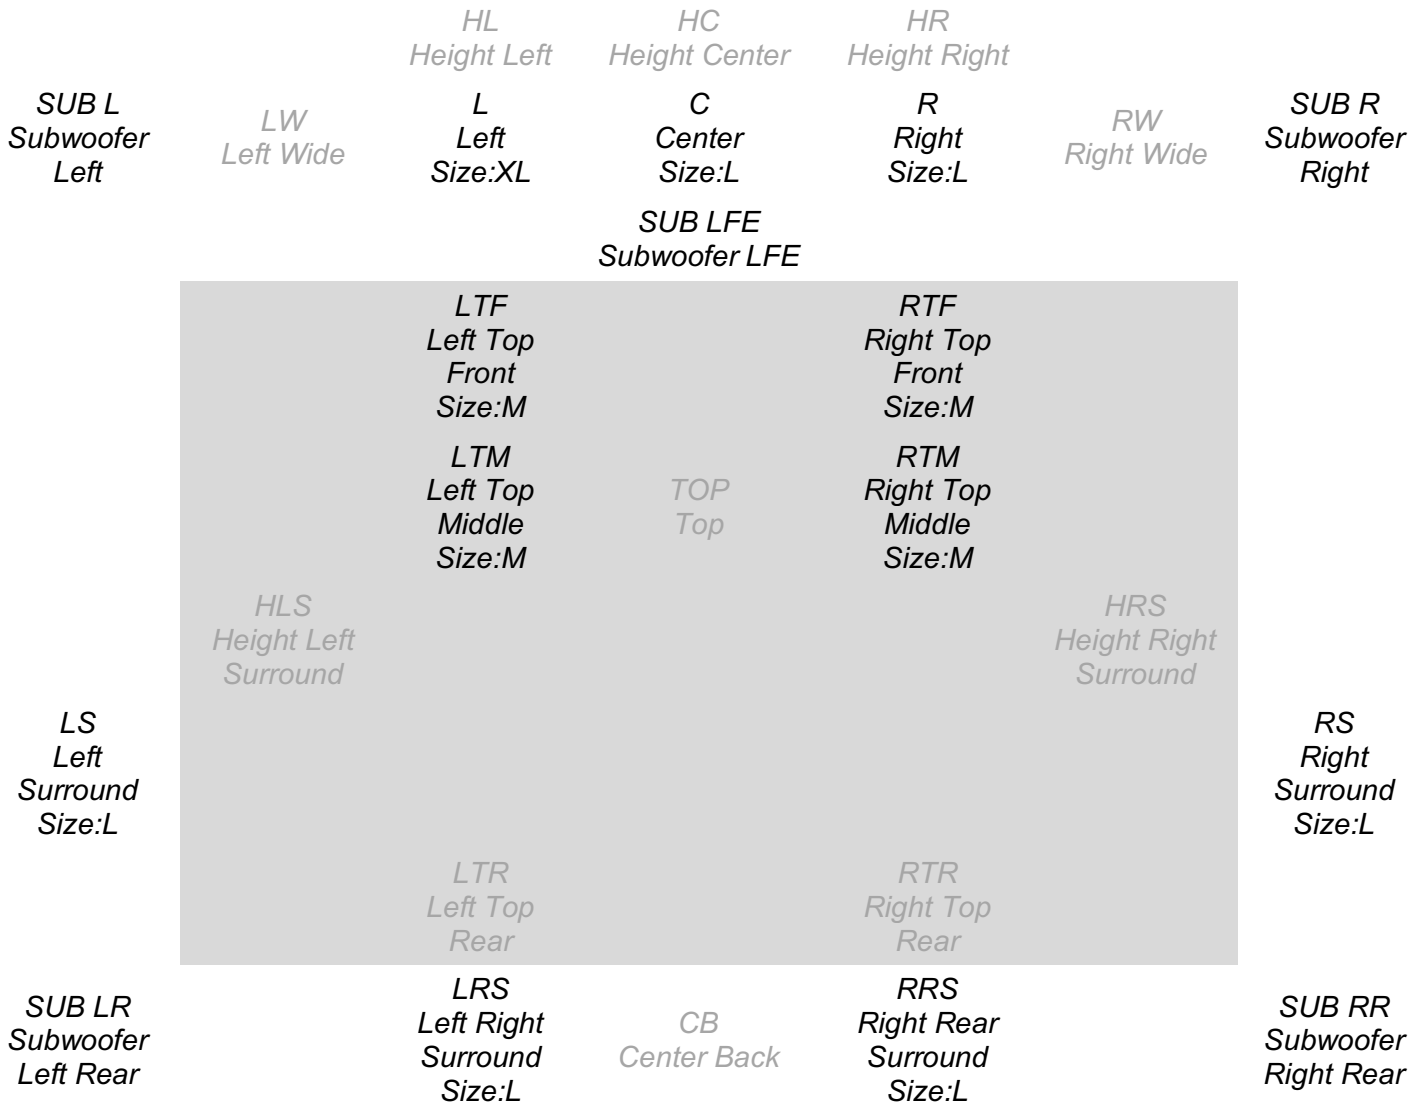 HL
Height Left
HC
Height Center
HR
Height Right
SUB L
Subwoofer
Left
LW
Left Wide
L
Left
Size:XL
C
Center
Size:L
R
Right
Size:L
RW
Right Wide
SUB R
Subwoofer
Right
SUB LFE
Subwoofer LFE
LTF
Left Top
Front
Size:M
RTF
Right Top
Front
Size:M
LTM
Left Top
Middle
Size:M
TOP
Top
RTM
Right Top
Middle
Size:M
HLS
Height Left
Surround
HRS
Height Right
Surround
LS
Left
Surround
Size:L
RS
Right
Surround
Size:L
LTR
Left Top
Rear
RTR
Right Top
Rear
SUB LR
Subwoofer
Left Rear
LRS
Left Right
Surround
Size:L
CB
Center Back
RRS
Right Rear
Surround
Size:L
SUB RR
Subwoofer
Right Rear